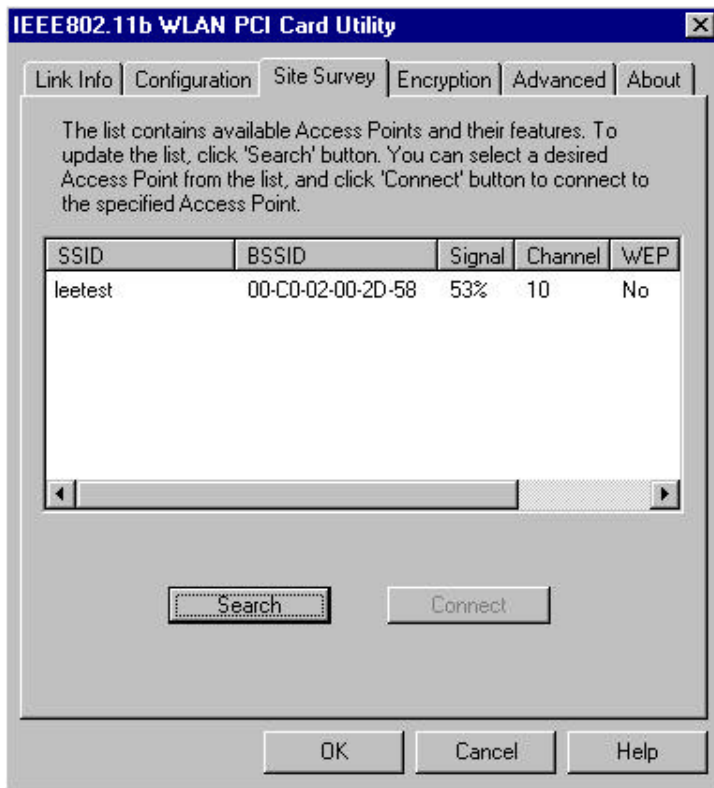 IEEE802.11b WLAN PCI Card Utility
Link Info Configuration Site Survey Encryption Advanced About
The list contains available Access Points and their features. To
update the list, click 'Search' button. You can select a desired
Access Point from the list, and click 'Connect' button to connect to
the specified Access Point.
SSID BSSID Signal Channel WEP
leetest 00-C0-02-00-2D-58 53% 10 No
Search Connect
OK Cancel Help